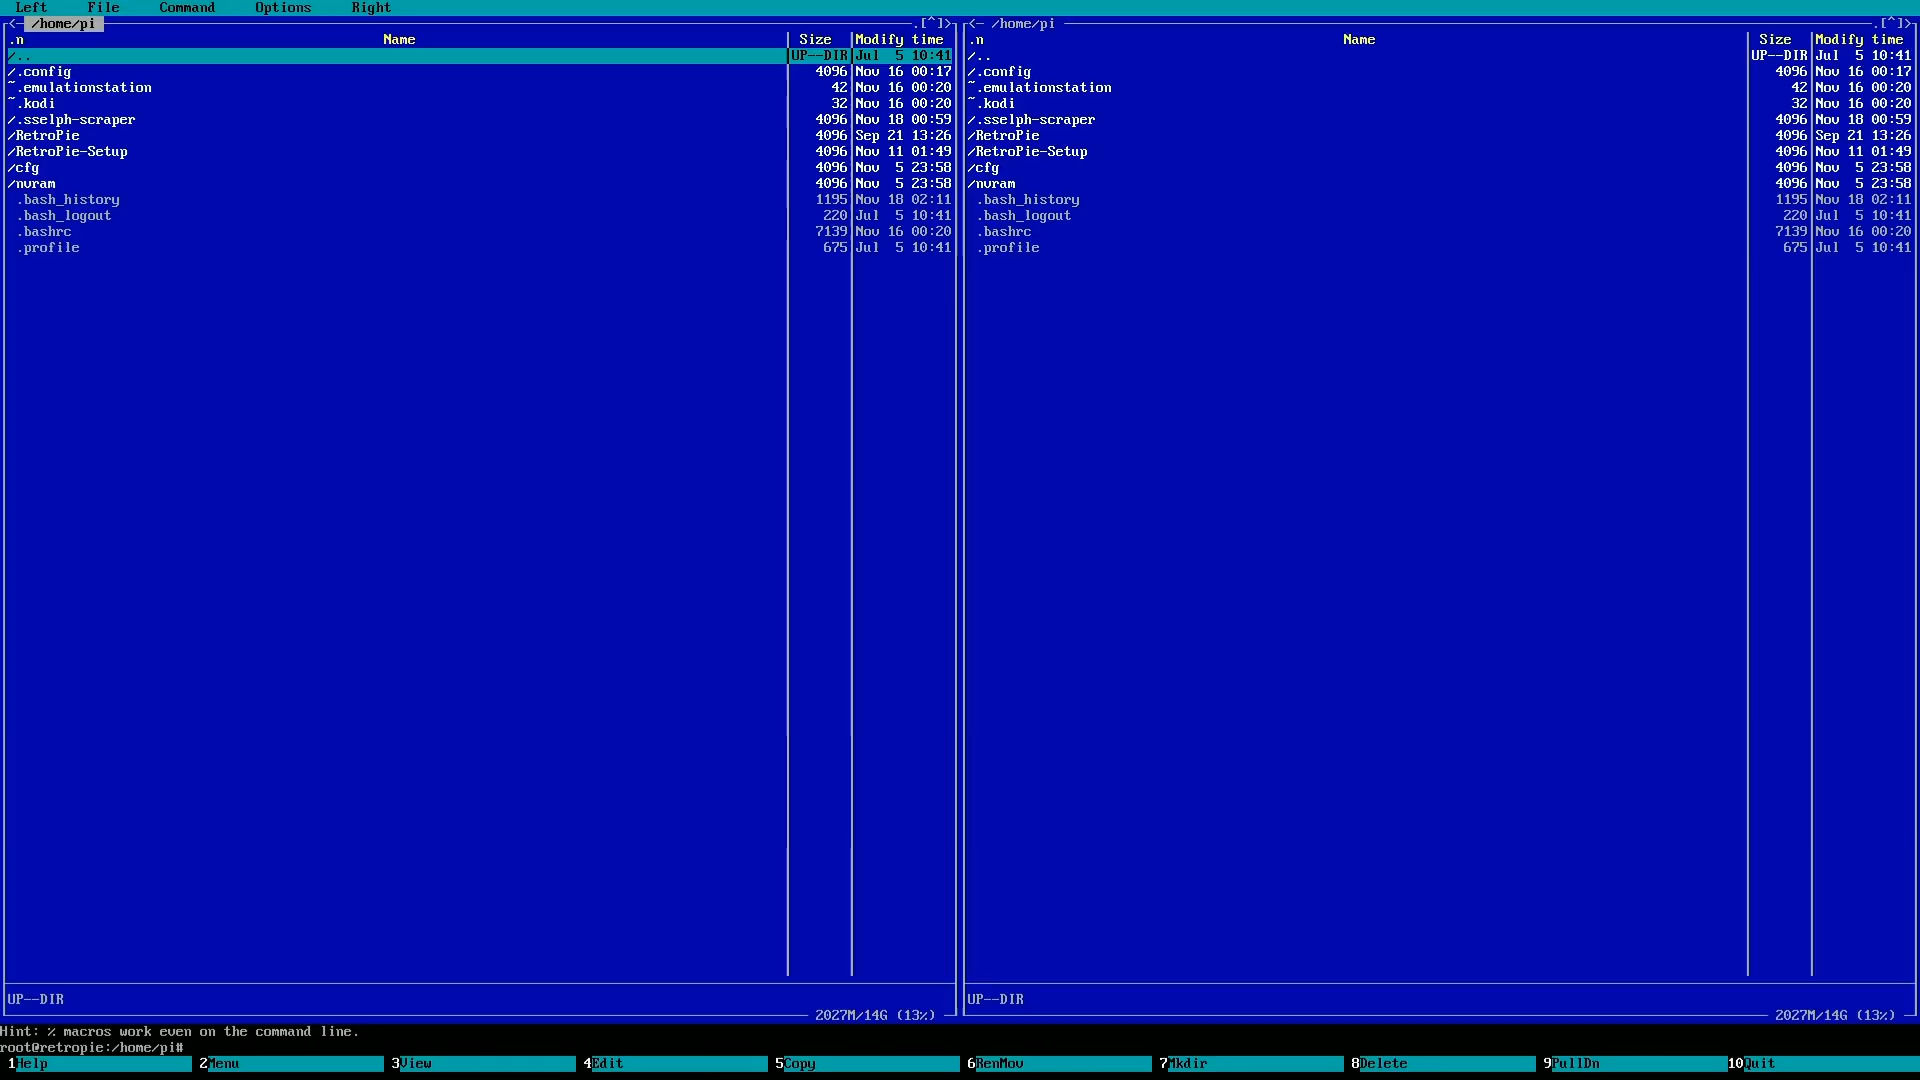 Left File Command Options Right
<─ /home/pi .[^]> <─ /home/pi .[^]>
.n Name Size Modify time .n Name Size Modify time
/.. UP--DIR Jul 5 10:41 /.. UP--DIR Jul 5 10:41
/.config 4096 Nov 16 00:17 /.config 4096 Nov 16 00:17
~.emulationstation 42 Nov 16 00:20 ~.emulationstation 42 Nov 16 00:20
~.kodi 32 Nov 16 00:20 ~.kodi 32 Nov 16 00:20
/.sselph-scraper 4096 Nov 18 00:59 /.sselph-scraper 4096 Nov 18 00:59
/RetroPie 4096 Sep 21 13:26 /RetroPie 4096 Sep 21 13:26
/RetroPie-Setup 4096 Nov 11 01:49 /RetroPie-Setup 4096 Nov 11 01:49
/cfg 4096 Nov 5 23:58 /cfg 4096 Nov 5 23:58
/nvram 4096 Nov 5 23:58 /nvram 4096 Nov 5 23:58
.bash_history 1195 Nov 18 02:11 .bash_history 1195 Nov 18 02:11
.bash_logout 220 Jul 5 10:41 .bash_logout 220 Jul 5 10:41
.bashrc 7139 Nov 16 00:20 .bashrc 7139 Nov 16 00:20
.profile 675 Jul 5 10:41 .profile 675 Jul 5 10:41
UP--DIR UP--DIR
2027M/14G (13%) 2027M/14G (13%)
Hint: % macros work even on the command line.
root@retropie:/home/pi#
1Help 2Menu 3View 4Edit 5Copy 6RenMov 7Mkdir 8Delete 9PullDn 10Quit